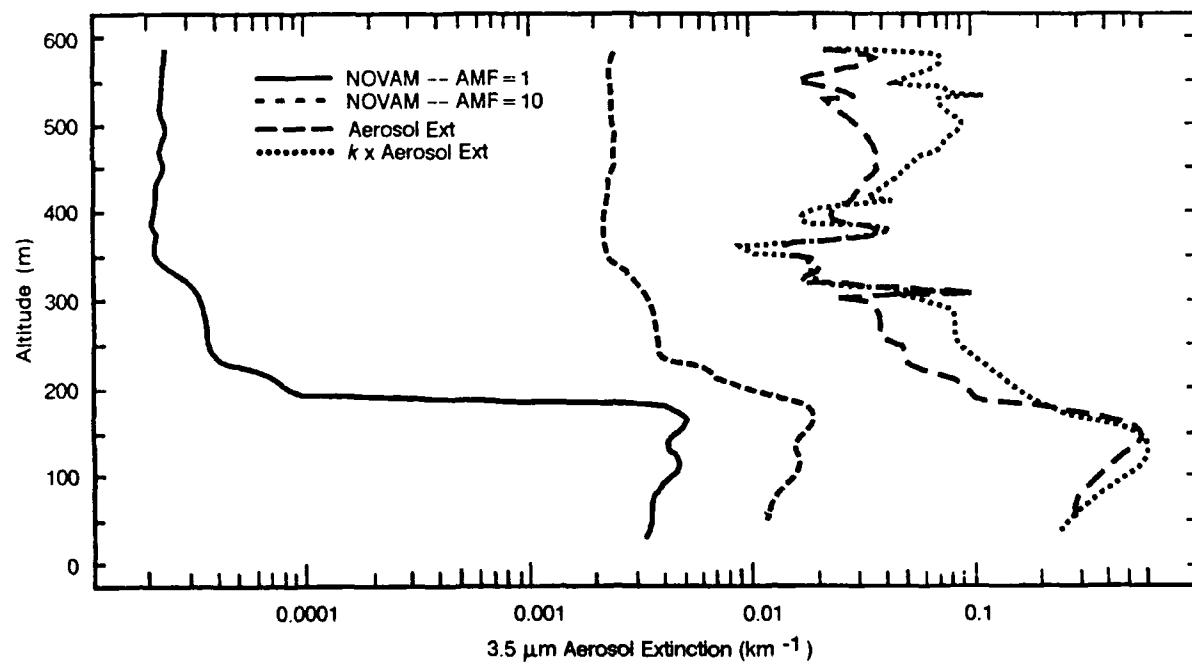 600
500
400
300
200
100
0
Altitude (m)
NOVAM -- AMF = 1
NOVAM -- AMF = 10
Aerosol Ext
k x Aerosol Ext
0.0001
0.001
0.01
0.1
3.5 μm Aerosol Extinction (km -1)